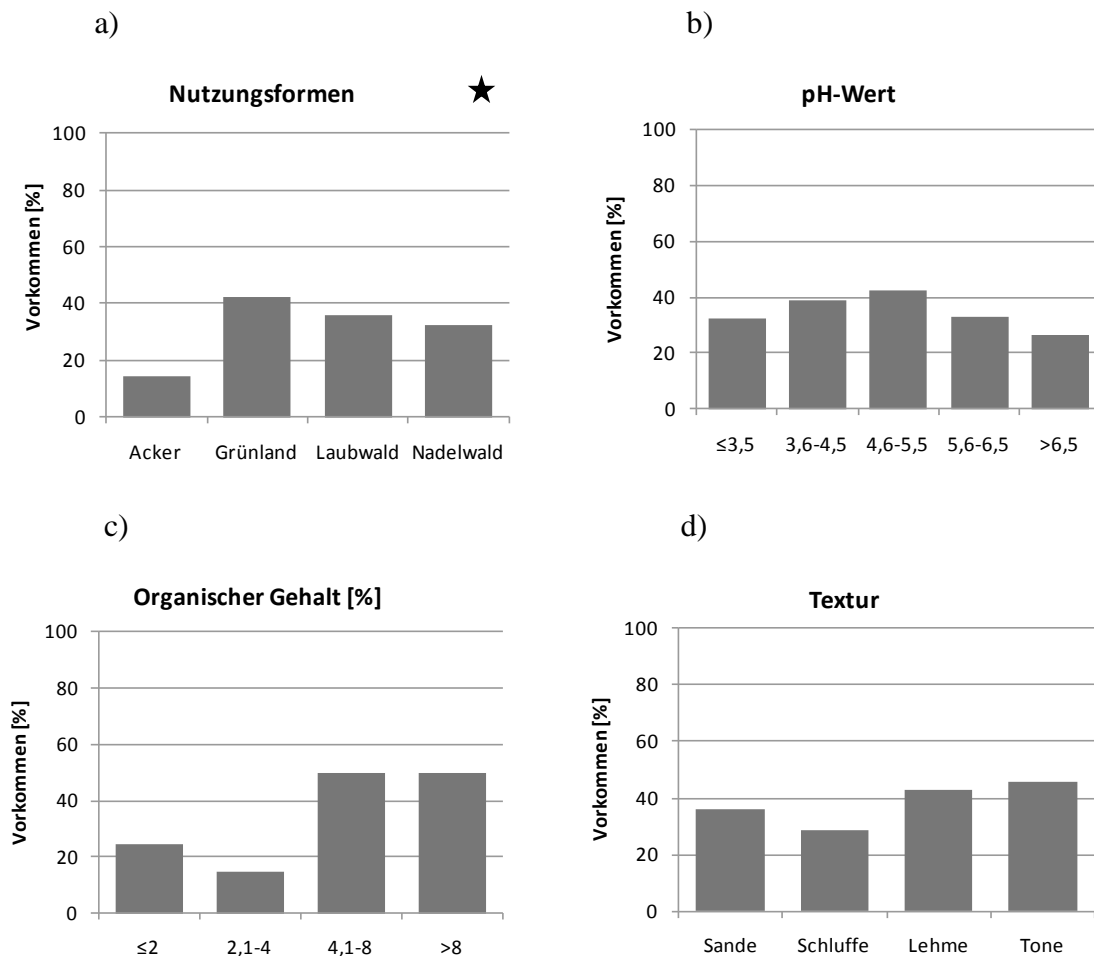 a)
Nutzungsformen ★
Vorkommen [%]
100
80
60
40
20
0
Acker Grünland Laubwald Nadelwald
b)
pH-Wert
Vorkommen [%]
100
80
60
40
20
0
≤3,5 3,6-4,5 4,6-5,5 5,6-6,5 >6,5
c)
Organischer Gehalt [%]
Vorkommen [%]
100
80
60
40
20
0
≤2 2,1-4 4,1-8 >8
d)
Textur
Vorkommen [%]
100
80
60
40
20
0
Sande Schluffe Lehme Tone